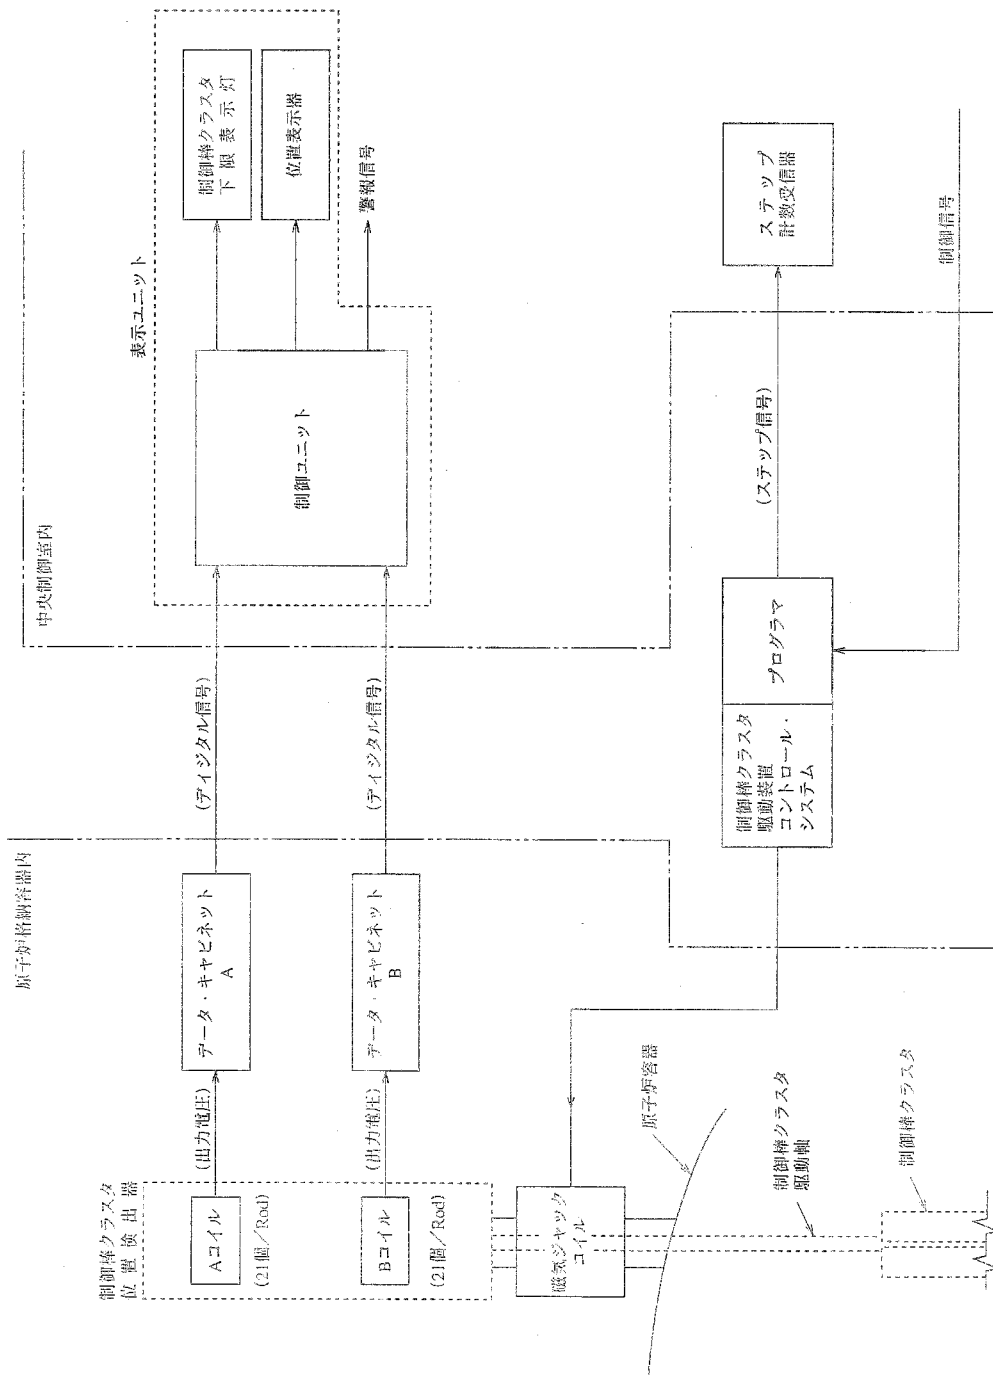 原子炉格納容器内
中央制御室内
制御棒クラスタ
位置検出器
Aコイル
(21個/Rod)
(出力電圧)
データ・キャビネット
A
(ディジタル信号)
表示ユニット
制御ユニット
制御棒クラスタ
下限表示灯
位置表示器
警報信号
Bコイル
(21個/Rod)
(出力電圧)
データ・キャビネット
B
(ディジタル信号)
磁気ジャック
コイル
原子炉容器
制御棒クラスタ
駆動軸
制御棒クラスタ
制御棒クラスタ
駆動装置
コントロール・
システム
プログラマ
(ステップ信号)
ステップ
計数受信器
制御信号